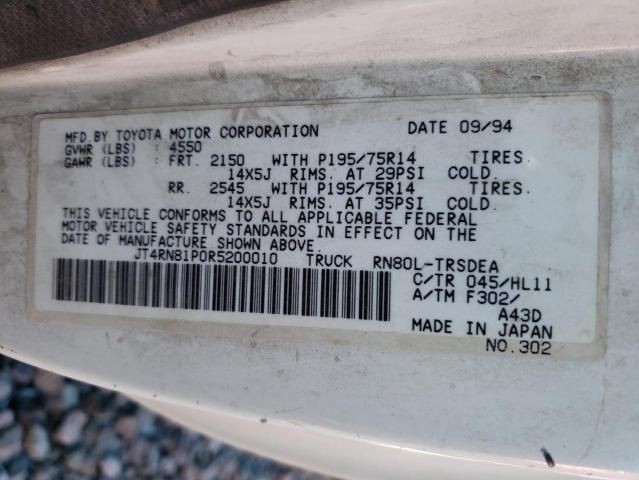 MFD.BY TOYOTA MOTOR CORPORATION DATE 09/94
GVWR (LBS) : 4550
GAWR (LBS) : FRT. 2150 WITH P195/75R14 TIRES.
14X5J RIMS. AT 29PSI COLD.
RR. 2545 WITH P195/75R14 TIRES.
14X5J RIMS. AT 35PSI COLD.
THIS VEHICLE CONFORMS TO ALL APPLICABLE FEDERAL
MOTOR VEHICLE SAFETY STANDARDS IN EFFECT ON THE
DATE OF MANUFACTURE SHOWN ABOVE.
JT4RN81P0R5200010 TRUCK RN80L-TRSDEA
C/TR 045/HL11
A/TM F302/
A43D
MADE IN JAPAN
NO.302